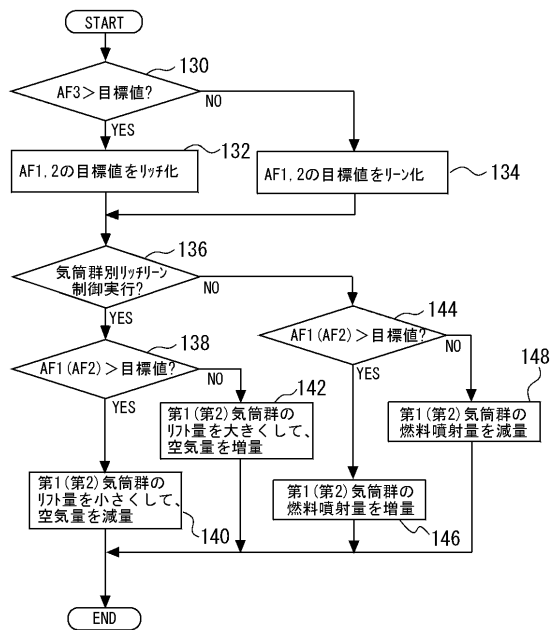 START
130
AF3>目標値?
NO
YES
132
AF1,2の目標値をリッチ化
AF1,2の目標値をリーン化
134
136
気筒群別リッチリーン
制御実行?
NO
YES
144
AF1(AF2)>目標値?
NO
YES
138
AF1(AF2)>目標値?
NO
YES
142
第1(第2)気筒群の
リフト量を大きくして、
空気量を増量
148
第1(第2)気筒群の
燃料噴射量を減量
第1(第2)気筒群の
リフト量を小さくして、
空気量を減量
140
第1(第2)気筒群の
燃料噴射量を増量
146
END